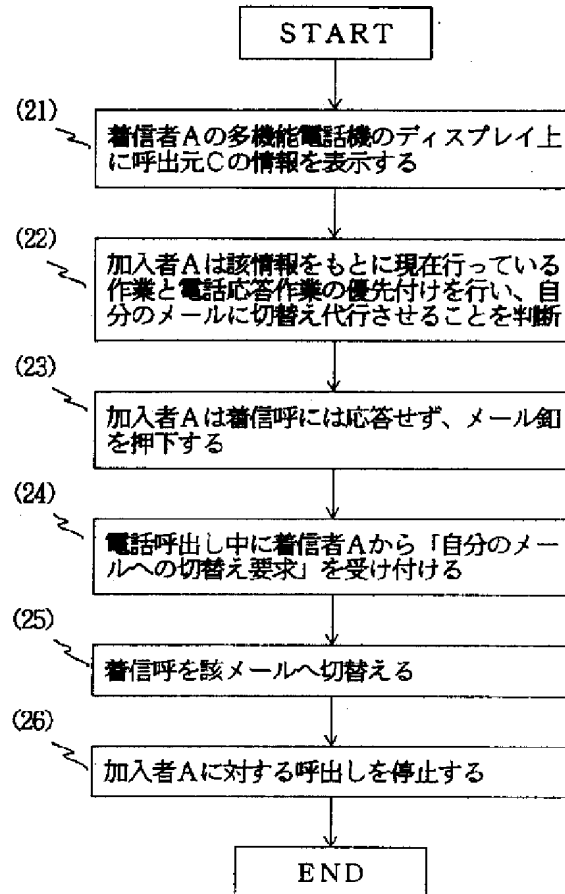 START
(21)
着信者Aの多機能電話機のディスプレイ上
に呼出元Cの情報を表示する
(22)
加入者Aは該情報をもとに現在行っている
作業と電話応答作業の優先付けを行い、自
分のメールに切替え代行させることを判断
(23)
加入者Aは着信呼には応答せず、メール釦
を押下する
(24)
電話呼出し中に着信者Aから「自分のメー
ルへの切替え要求」を受け付ける
(25)
着信呼を該メールへ切替える
(26)
加入者Aに対する呼出しを停止する
END